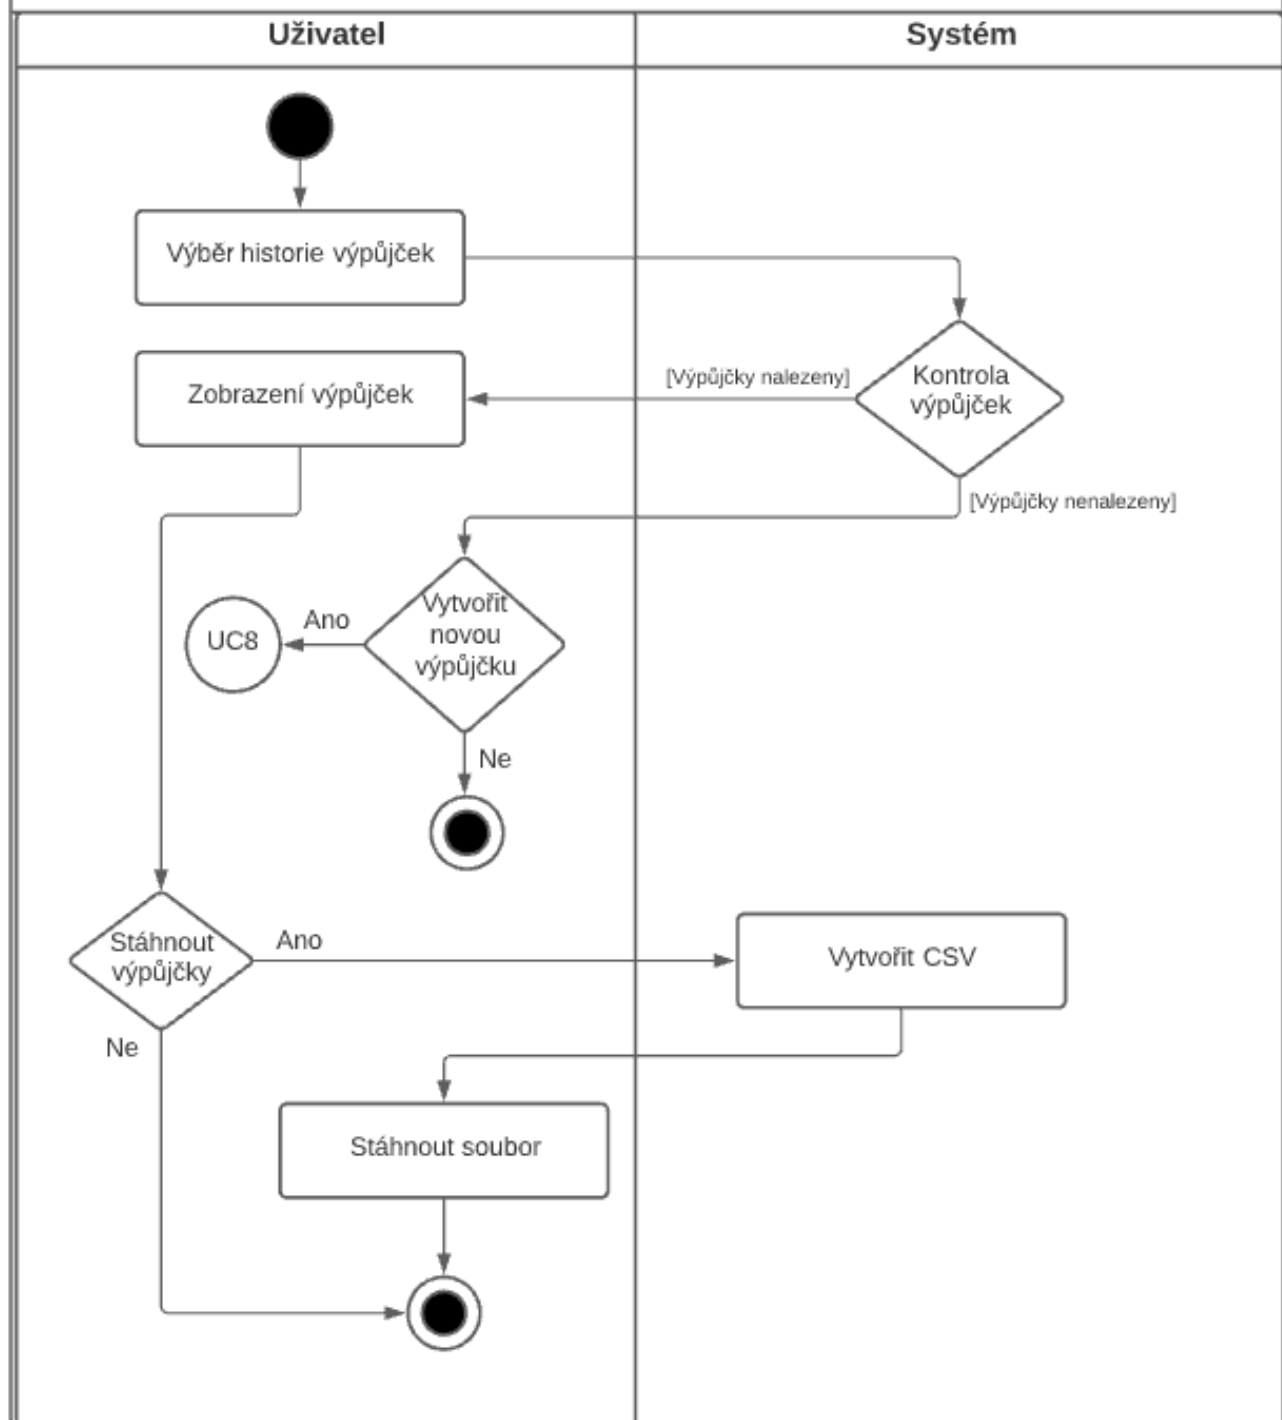 Uživatel
Systém
Výběr historie výpůjček
Zobrazení výpůjček
[Výpůjčky nalezeny]
Kontrola
výpůjček
[Výpůjčky nenalezeny]
Vytvořit
novou
výpůjčku
Ano
UC8
Ne
Stáhnout
výpůjčky
Ano
Vytvořit CSV
Ne
Stáhnout soubor